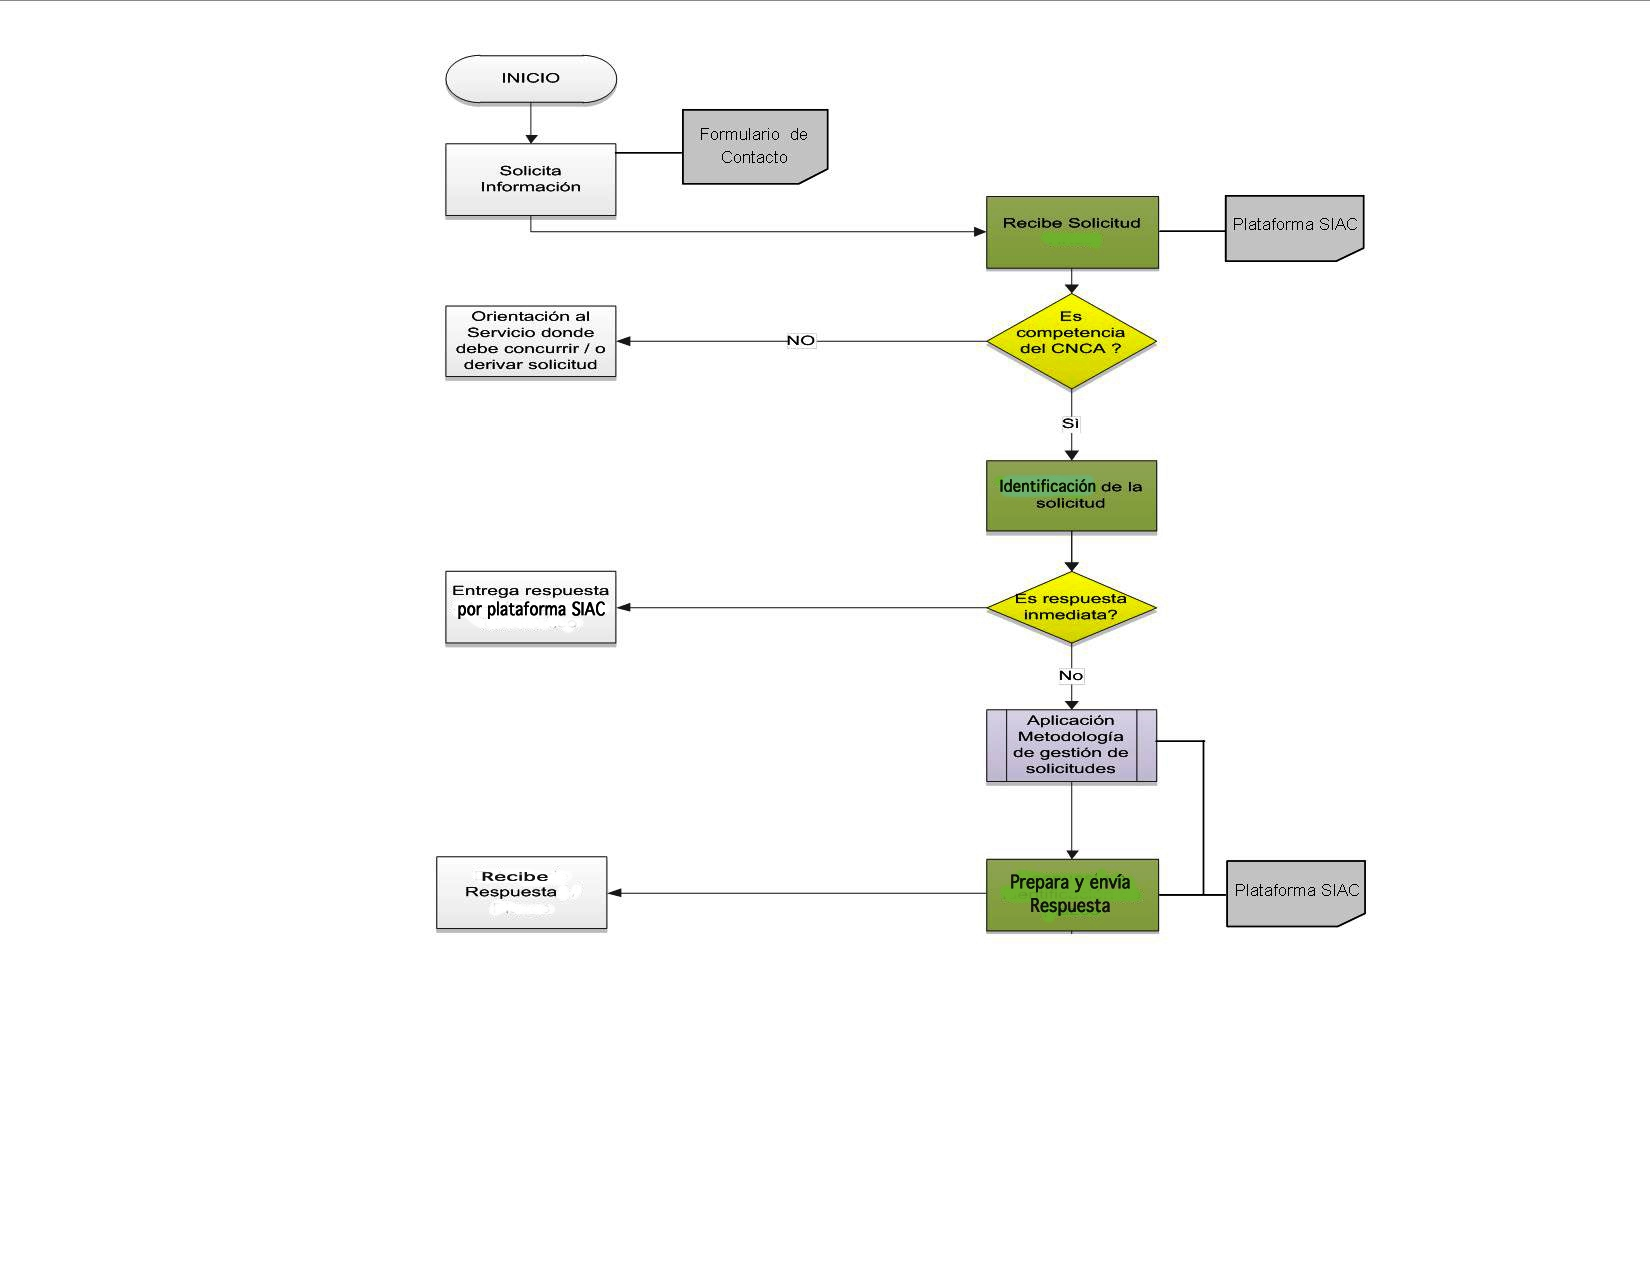 INICIO
Formulario de
Contacto
Solicita
Información
Recibe Solicitud
Plataforma SIAC
Orientación al
Servicio donde
debe concurrir / o
derivar solicitud
NO
Es
competencia
del CNCA ?
Sì
Identificación de la
solicitud
Entrega respuesta
por plataforma SIAC
Es respuesta
inmediata?
No
Aplicación
Metodología
de gestión de
solicitudes
Recibe
Respuesta
Prepara y envía
Respuesta
Plataforma SIAC